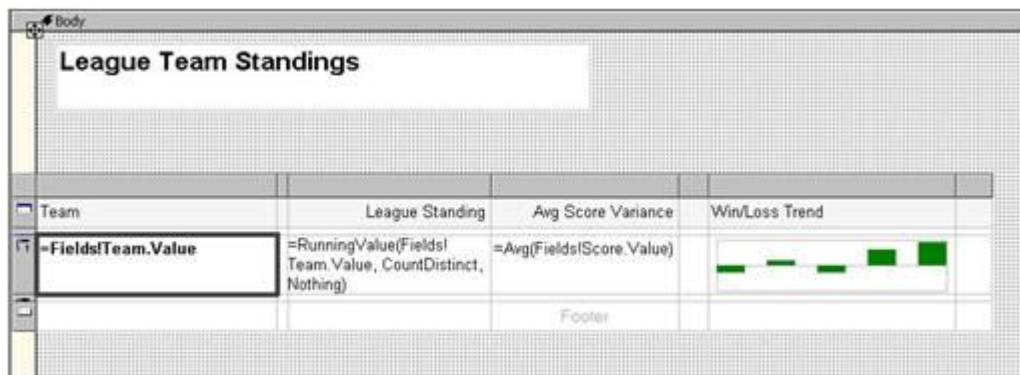 Body
League Team Standings
Team League Standing Avg Score Variance Win/Loss Trend
=Fields!Team.Value =RunningValue(Fields! =Avg(Fields!Score.Value)
Team.Value, CountDistinct,
Nothing)
Footer